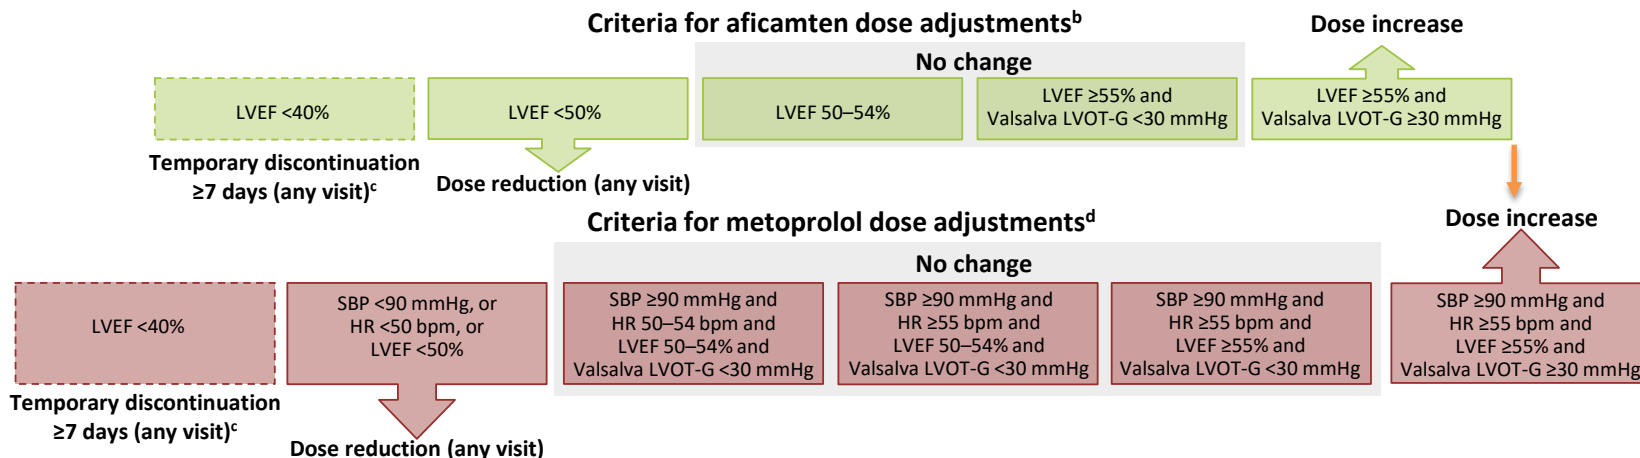 Criteria for aficamten dose adjustmentsᵇ
Dose increase
No change
LVEF <40%
LVEF <50%
LVEF 50–54%
LVEF ≥55% and
Valsalva LVOT-G <30 mmHg
LVEF ≥55% and
Valsalva LVOT-G ≥30 mmHg
Temporary discontinuation
≥7 days (any visit)ᶜ
Dose reduction (any visit)
Criteria for metoprolol dose adjustmentsᵈ
Dose increase
No change
LVEF <40%
SBP <90 mmHg, or
HR <50 bpm, or
LVEF <50%
SBP ≥90 mmHg and
HR 50–54 bpm and
LVEF 50–54% and
Valsalva LVOT-G <30 mmHg
SBP ≥90 mmHg and
HR ≥55 bpm and
LVEF 50–54% and
Valsalva LVOT-G <30 mmHg
SBP ≥90 mmHg and
HR ≥55 bpm and
LVEF ≥55% and
Valsalva LVOT-G <30 mmHg
SBP ≥90 mmHg and
HR ≥55 bpm and
LVEF ≥55% and
Valsalva LVOT-G ≥30 mmHg
Temporary discontinuation
≥7 days (any visit)ᶜ
Dose reduction (any visit)